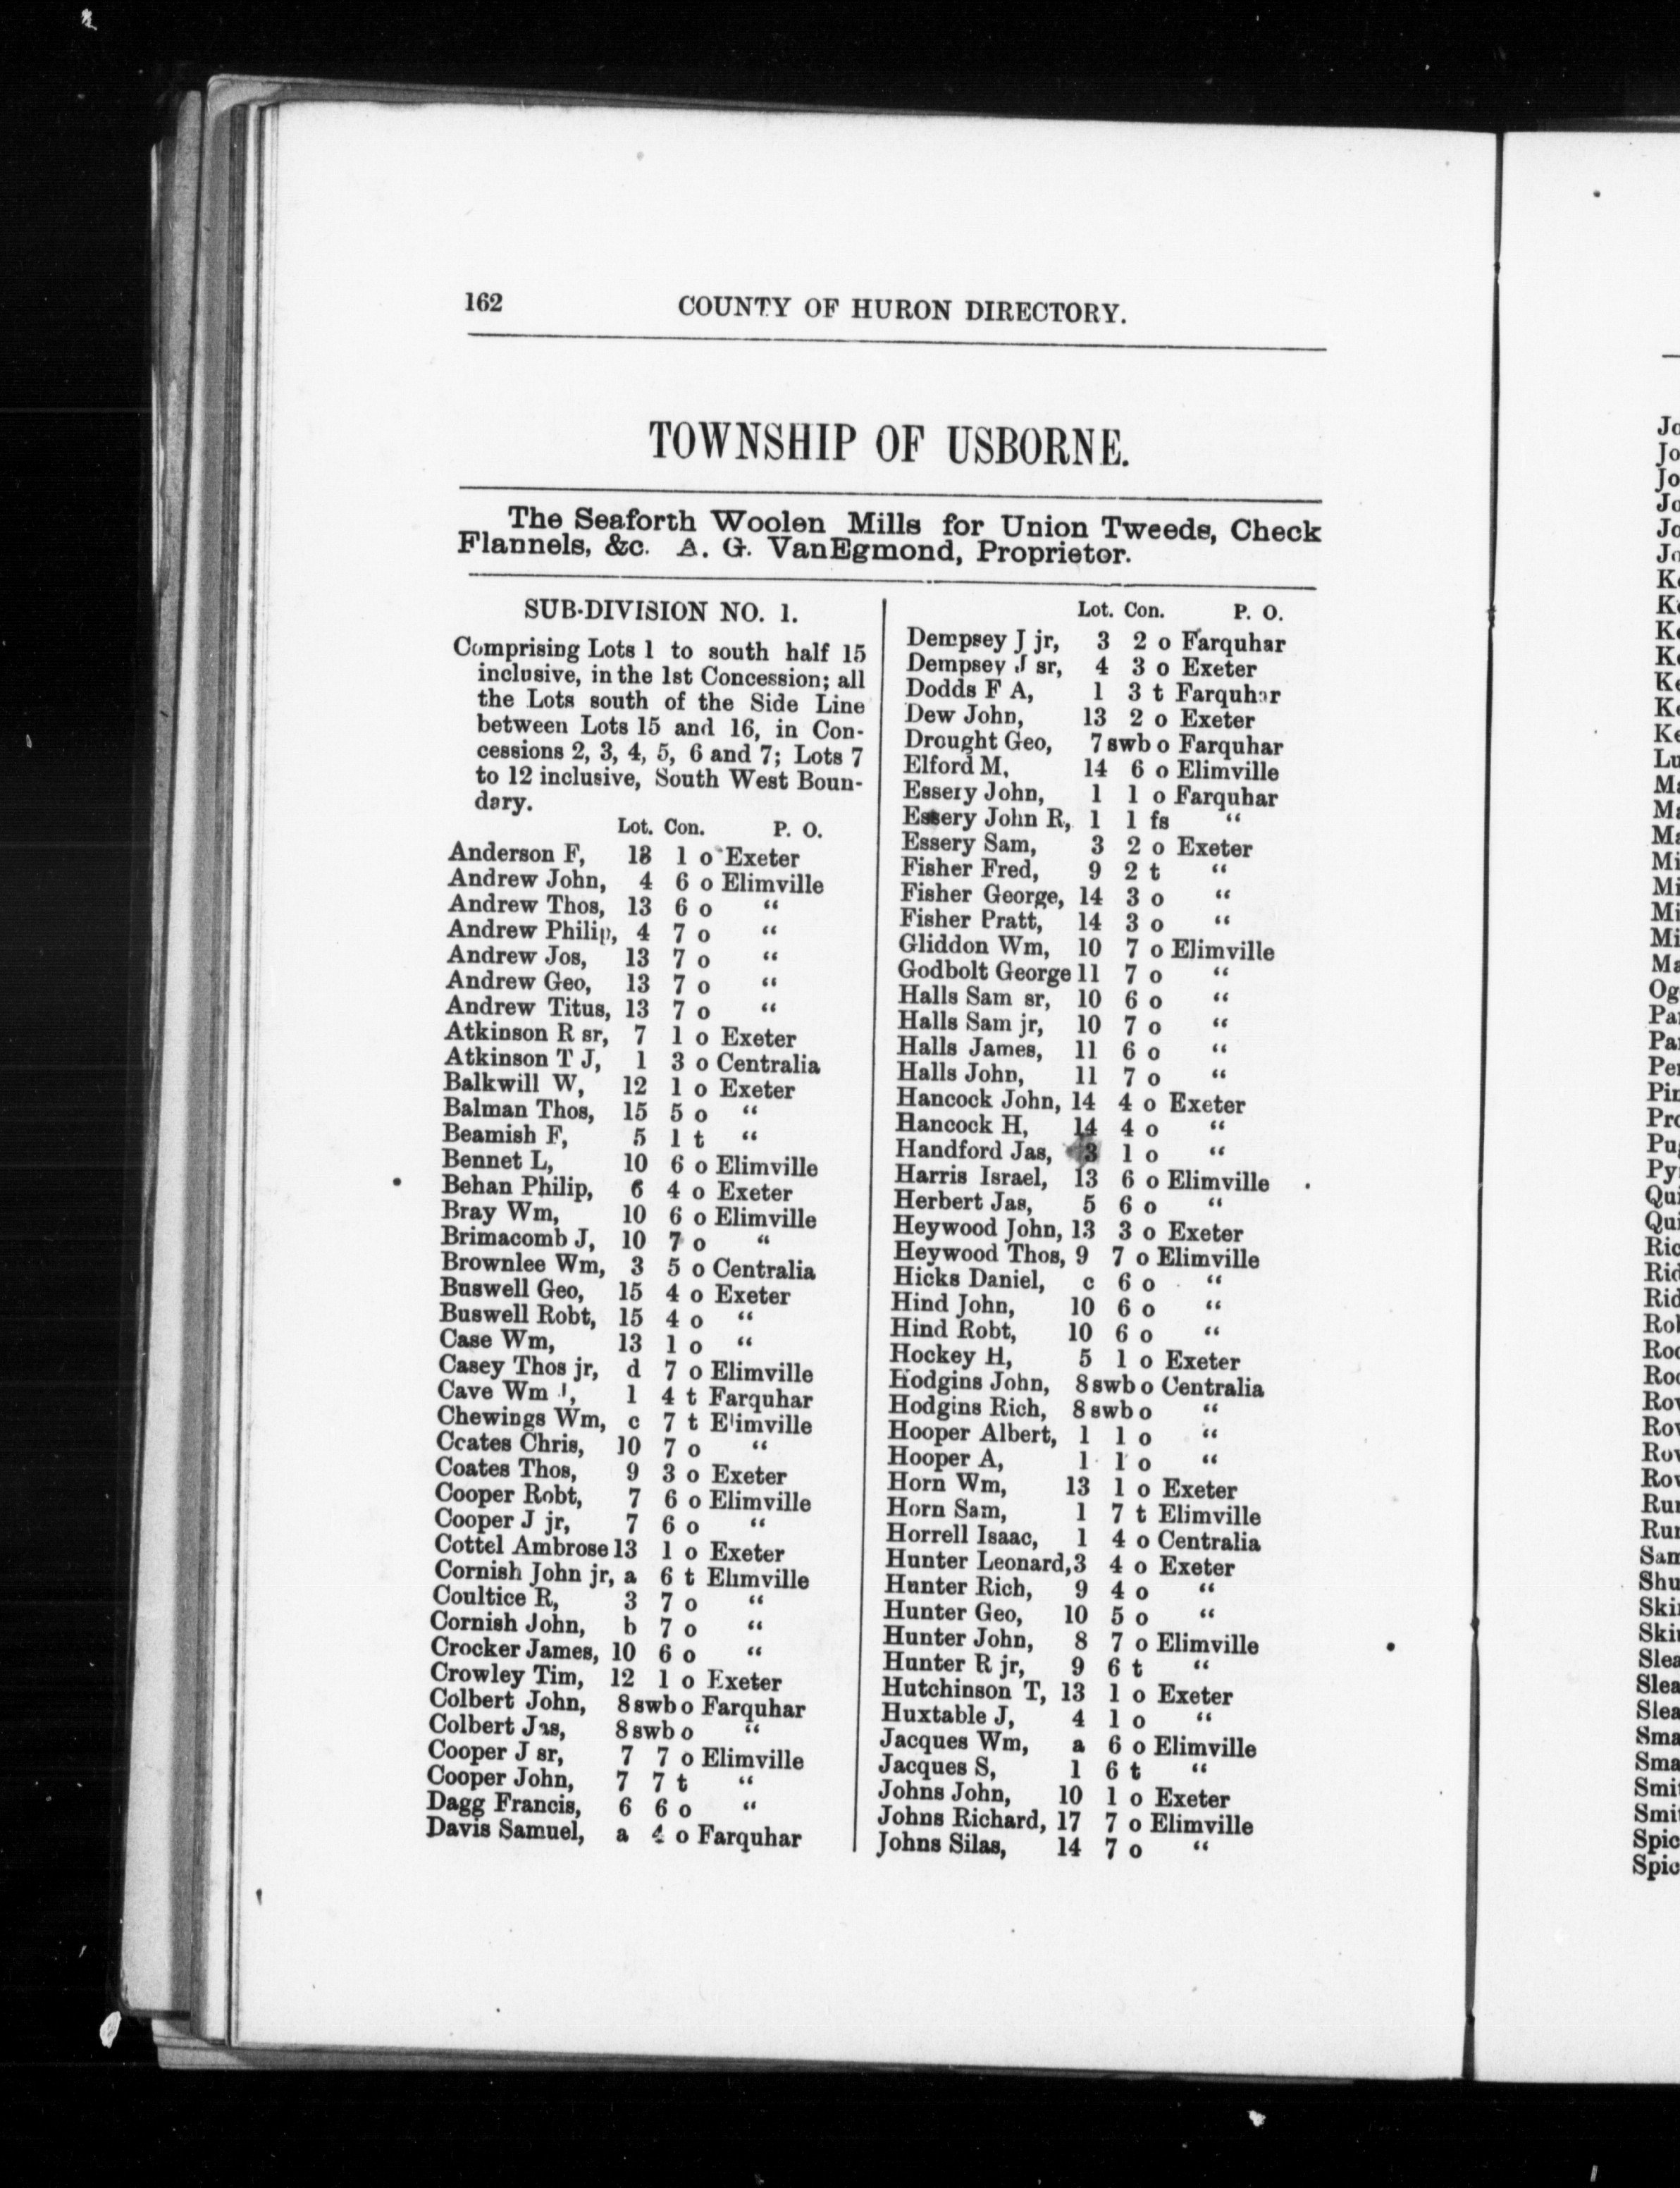 162 COUNTY OF HURON DIRECTORY.
TOWNSHIP OF USBORNE.
The Seaforth Woolen Mills for Union Tweeds, Check
Flannels, &c. A. G. VanEgmond, Proprietor.
SUB-DIVISION NO. 1.
Comprising Lots 1 to south half 15
inclusive, in the 1st Concession; all
the Lots south of the Side Line
between Lots 15 and 16, in Con-
cessions 2, 3, 4, 5, 6 and 7; Lots 7
to 12 inclusive, South West Boun-
dary.
Lot. Con. P. O.
Anderson F, 13 1 o Exeter
Andrew John, 4 6 o Elimville
Andrew Thos, 13 6 o “
Andrew Philip, 4 7 o “
Andrew Jos, 13 7 o “
Andrew Geo, 13 7 o “
Andrew Titus, 13 7 o “
Atkinson R sr, 7 1 o Exeter
Atkinson T J, 1 3 o Centralia
Balkwill W, 12 1 o Exeter
Balman Thos, 15 5 o “
Beamish F, 5 1 t “
Bennet L, 10 6 o Elimville
Behan Philip, 6 4 o Exeter
Bray Wm, 10 6 o Elimville
Brimacomb J, 10 7 o “
Brownlee Wm, 3 5 o Centralia
Buswell Geo, 15 4 o Exeter
Buswell Robt, 15 4 o “
Case Wm, 13 1 o “
Casey Thos jr, d 7 o Elimville
Cave Wm J, 1 4 t Farquhar
Chewings Wm, c 7 t Elimville
Coates Chris, 10 7 o “
Coates Thos, 9 3 o Exeter
Cooper Robt, 7 6 o Elimville
Cooper J jr, 7 6 o “
Cottel Ambrose 13 1 o Exeter
Cornish John jr, a 6 t Elimville
Coultice R, 3 7 o “
Cornish John, b 7 o “
Crocker James, 10 6 o “
Crowley Tim, 12 1 o Exeter
Colbert John, 8 swb o Farquhar
Colbert Jas, 8 swb o “
Cooper J sr, 7 7 o Elimville
Cooper John, 7 7 t “
Dagg Francis, 6 6 o “
Davis Samuel, a 4 o Farquhar
Lot. Con. P. O.
Dempsey J jr, 3 2 o Farquhar
Dempsey J sr, 4 3 o Exeter
Dodds F A, 1 3 t Farquhar
Dew John, 13 2 o Exeter
Drought Geo, 7 swb o Farquhar
Elford M, 14 6 o Elimville
Essery John, 1 1 o Farquhar
Essery John R, 1 1 fs “
Essery Sam, 3 2 o Exeter
Fisher Fred, 9 2 t “
Fisher George, 14 3 o “
Fisher Pratt, 14 3 o “
Gliddon Wm, 10 7 o Elimville
Godbolt George 11 7 o “
Halls Sam sr, 10 6 o “
Halls Sam jr, 10 7 o “
Halls James, 11 6 o “
Halls John, 11 7 o “
Hancock John, 14 4 o Exeter
Hancock H, 14 4 o “
Handford Jas, 1 o “
Harris Israel, 13 6 o Elimville
Herbert Jas, 5 6 o “
Heywood John, 13 3 o Exeter
Heywood Thos, 9 7 o Elimville
Hicks Daniel, c 6 o “
Hind John, 10 6 o “
Hind Robt, 10 6 o “
Hockey H, 5 1 o Exeter
Hodgins John, 8 swb o Centralia
Hodgins Rich, 8 swb o “
Hooper Albert, 1 1 o “
Hooper A, 1 1 o “
Horn Wm, 13 1 o Exeter
Horn Sam, 1 7 t Elimville
Horrell Isaac, 1 4 o Centralia
Hunter Leonard, 3 4 o Exeter
Hunter Rich, 9 4 o “
Hunter Geo, 10 5 o “
Hunter John, 8 7 o Elimville
Hunter R jr, 9 6 t “
Hutchinson T, 13 1 o Exeter
Huxtable J, 4 1 o “
Jacques Wm, a 6 o Elimville
Jacques S, 1 6 t “
Johns John, 10 1 o Exeter
Johns Richard, 17 7 o Elimville
Johns Silas, 14 7 o “